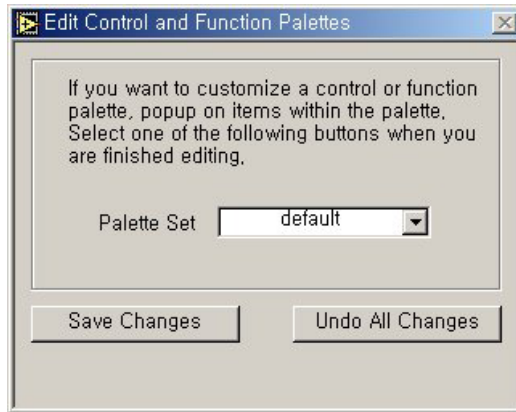 Edit Control and Function Palettes
If you want to customize a control or function
palette, popup on items within the palette,
Select one of the following buttons when you
are finished editing,
Palette Set
default
Save Changes
Undo All Changes